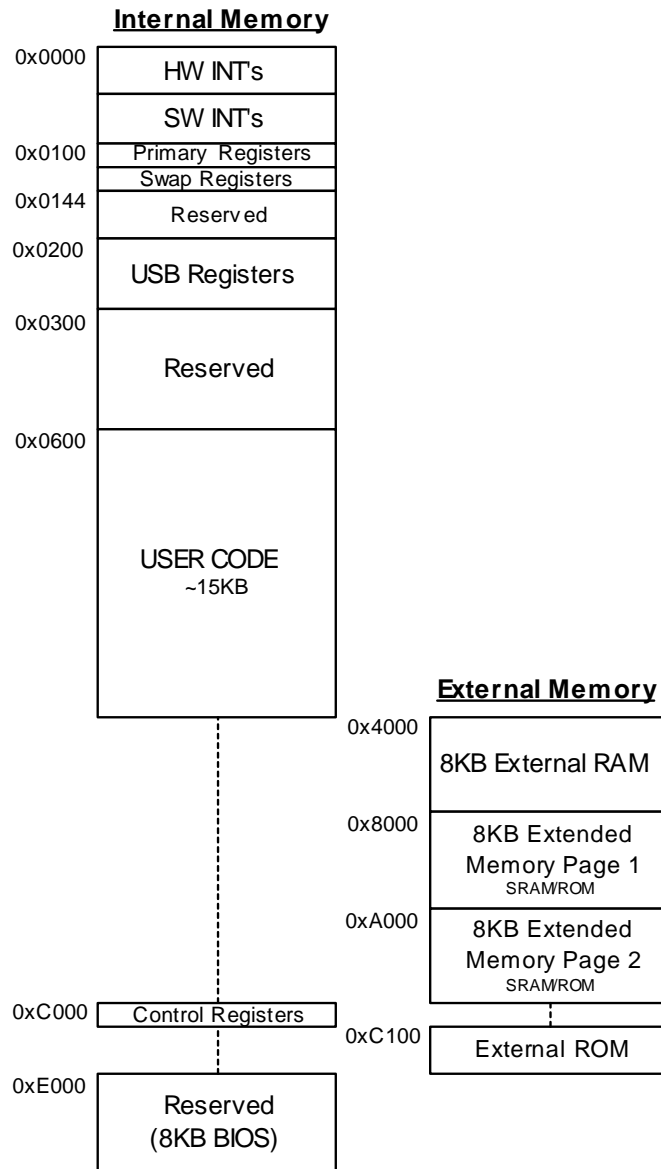 Internal Memory
0x0000
HW INT's
SW INT's
0x0100
Primary Registers
Swap Registers
0x0144
Reserved
0x0200
USB Registers
0x0300
Reserved
0x0600
USER CODE
~15KB
External Memory
0x4000
8KB External RAM
0x8000
8KB Extended
Memory Page 1
SRAM/ROM
0xA000
8KB Extended
Memory Page 2
SRAM/ROM
0xC000
Control Registers
0xC100
External ROM
0xE000
Reserved
(8KB BIOS)